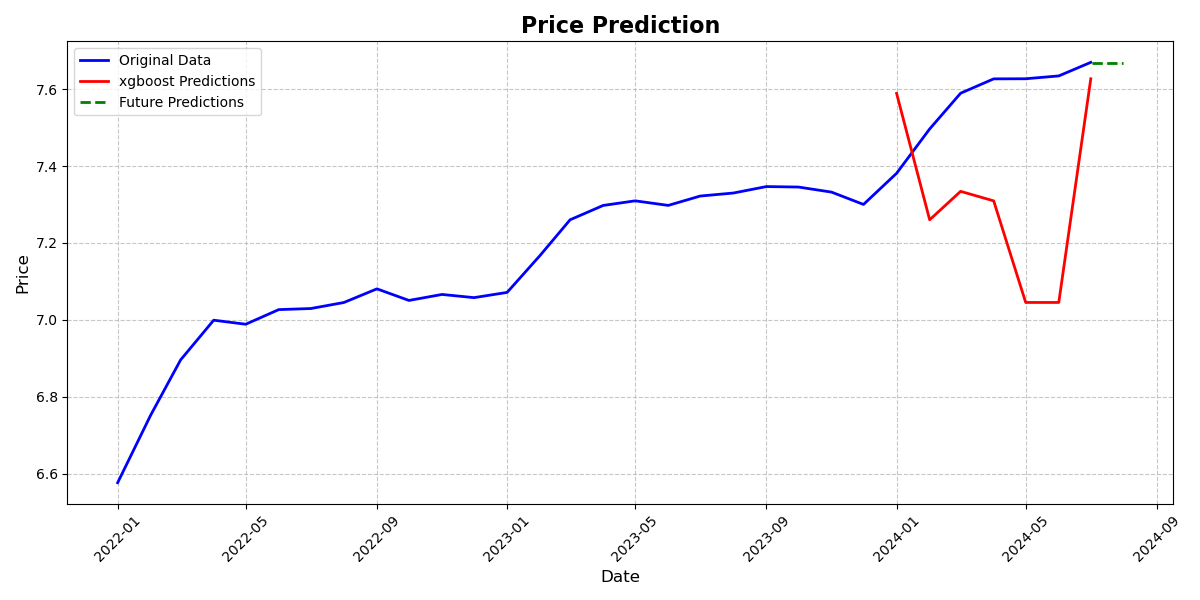 Price Prediction
Original Data
xgboost Predictions
Future Predictions
Price
7.6
7.4
7.2
7.0
6.8
6.6
2022-01
2022-05
2022-09
2023-01
2023-05
2023-09
2024-01
2024-05
2024-09
Date